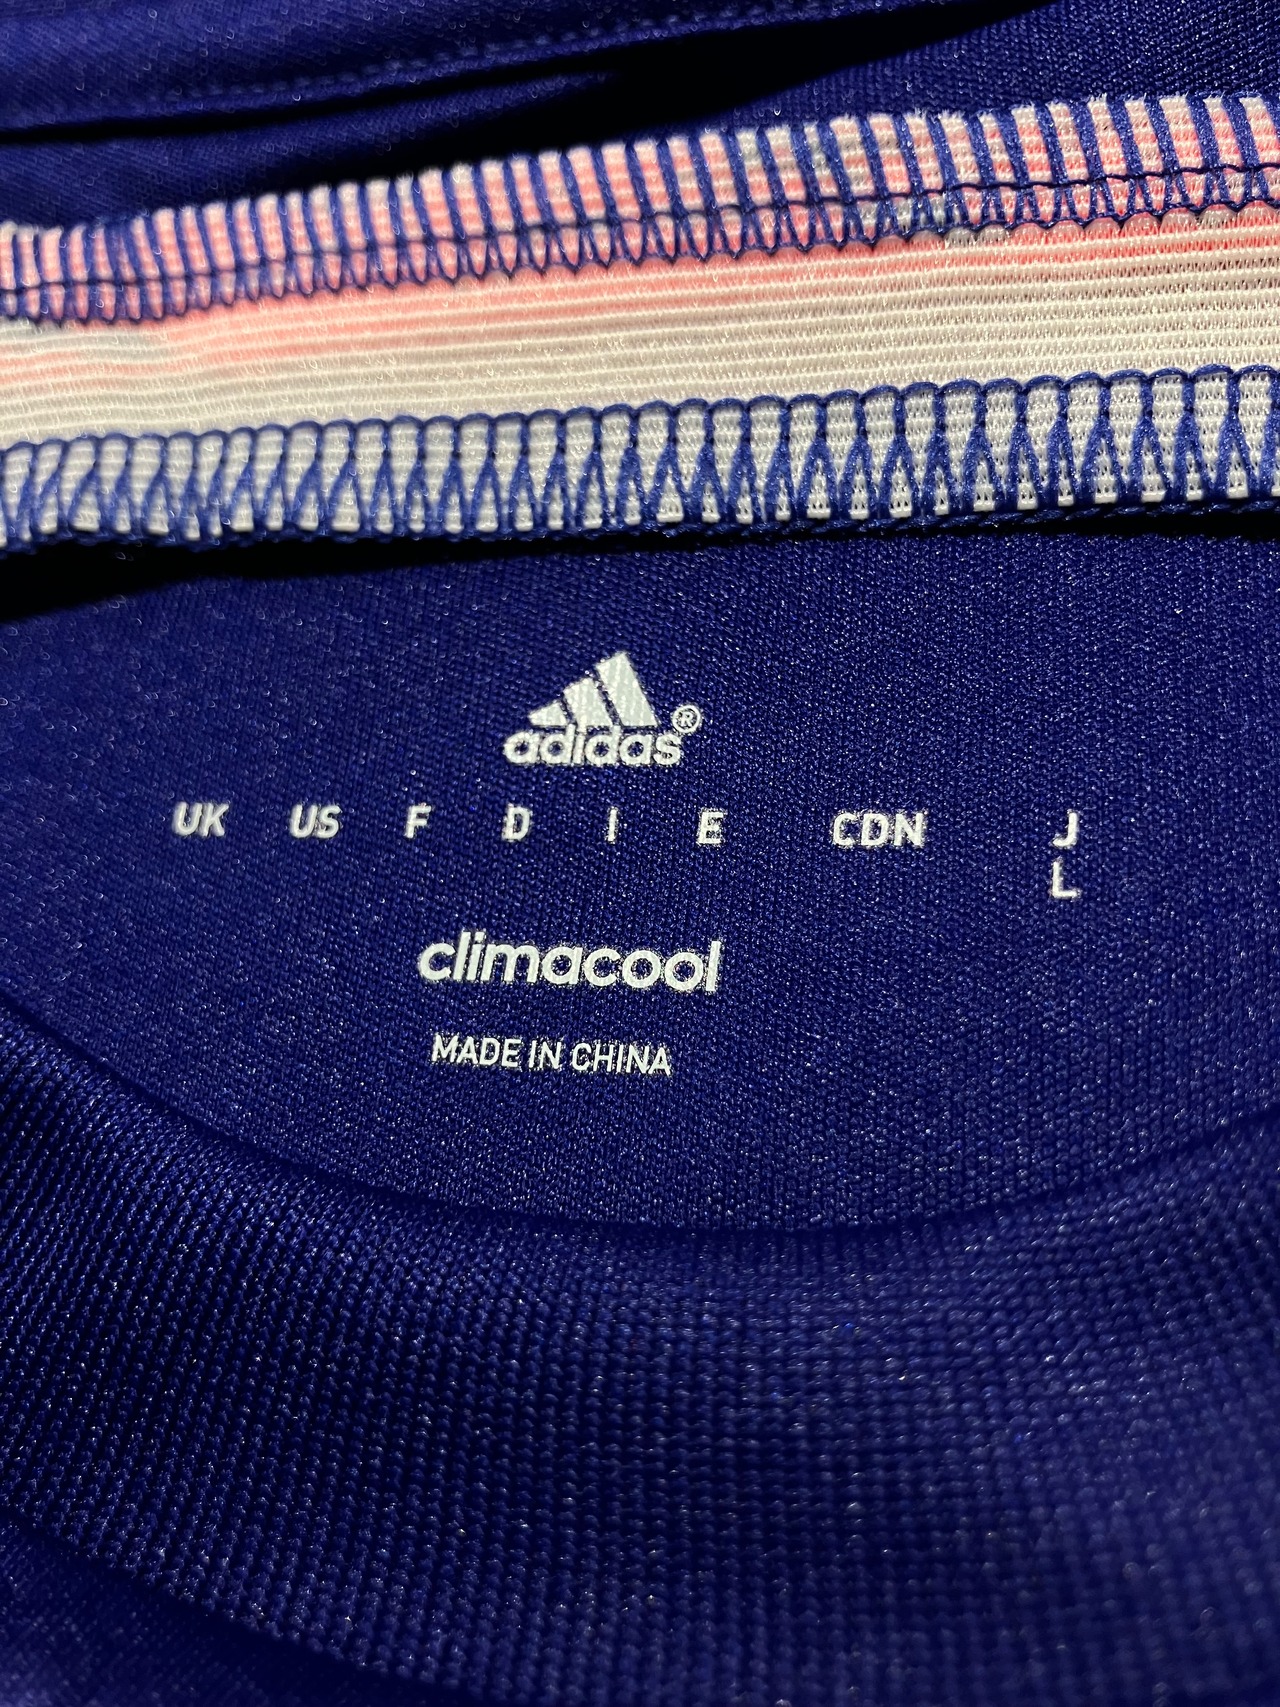 adidas®
UK US F D I E CDN J
L
climacool
MADE IN CHINA